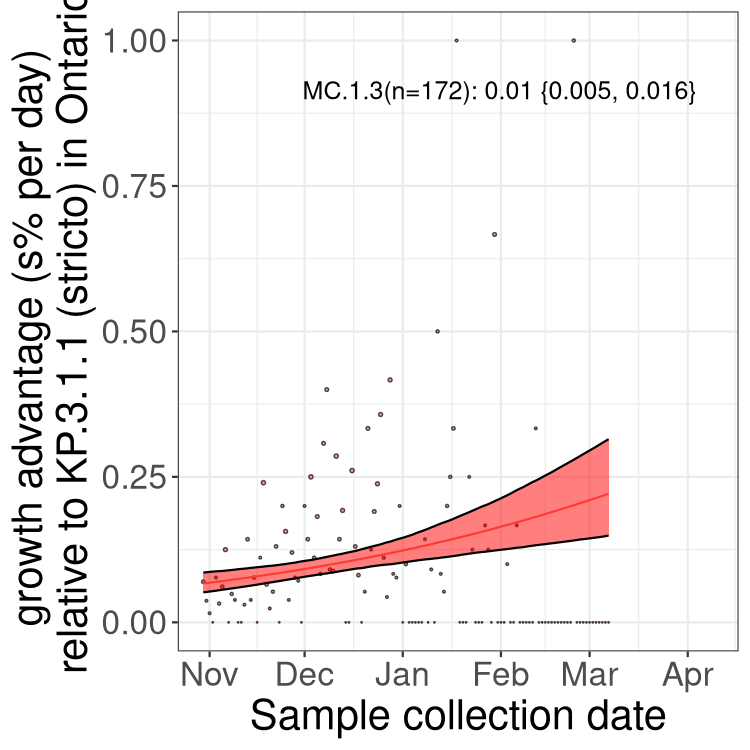 growth advantage (s% per day)
relative to KP.3.1.1 (stricto) in Ontario
1.00
0.75
0.50
0.25
0.00
MC.1.3(n=172): 0.01 {0.005, 0.016}
Nov Dec Jan Feb Mar Apr
Sample collection date